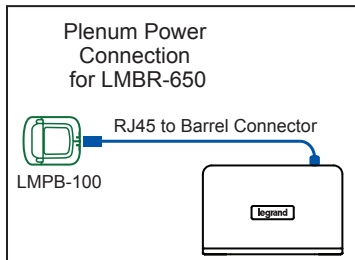 Plenum Power
Connection
for LMBR-650
RJ45 to Barrel Connector
LMPB-100
legrand